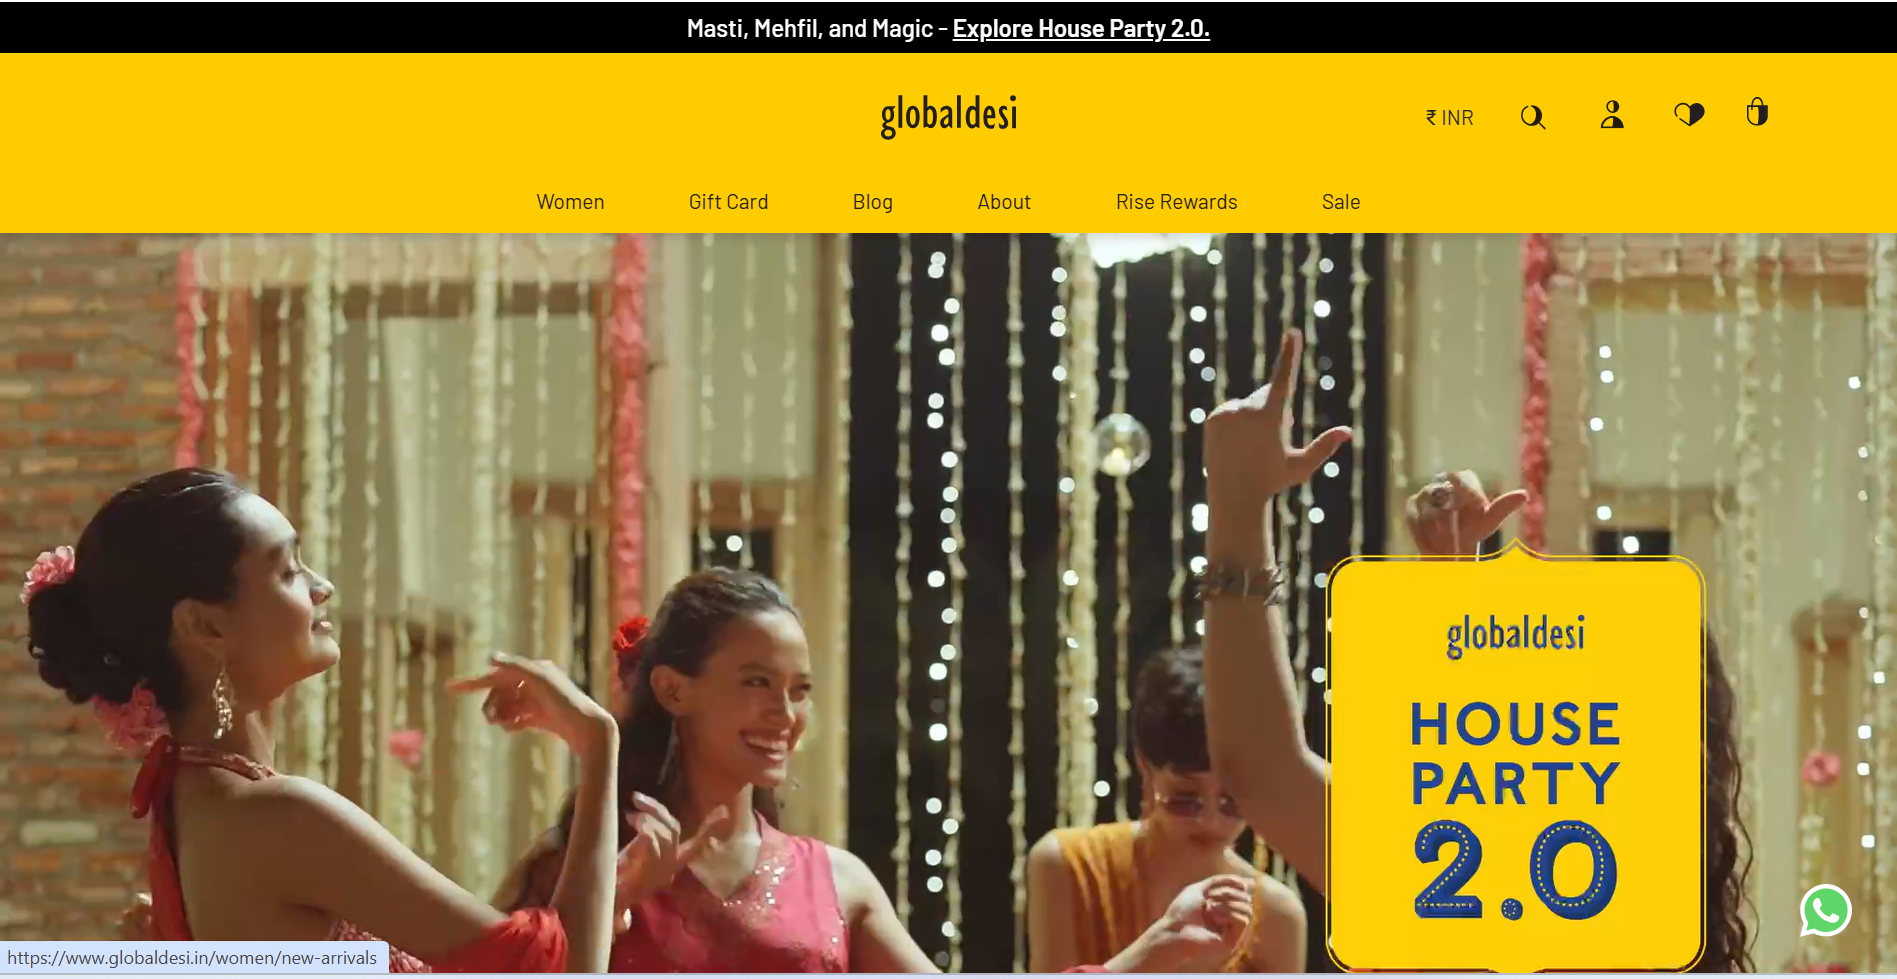 Masti, Mehfil, and Magic - Explore House Party 2.0.
globaldesi
₹ INR
Women Gift Card Blog About Rise Rewards Sale
globaldesi
HOUSE
PARTY
2.0
https://www.globaldesi.in/women/new-arrivals